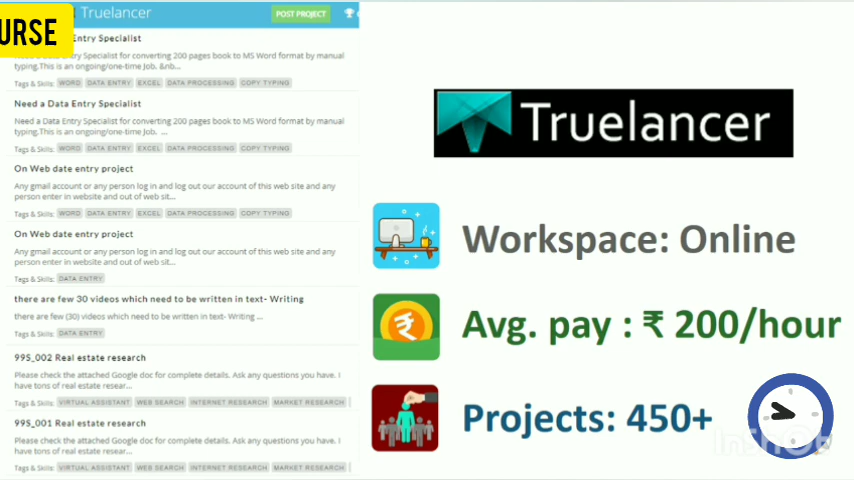 URSE
Truelancer
POST PROJECT
Entry Specialist
Need a Data Entry Specialist for converting 200 pages book to MS Word format by manual
typing.This is an ongoing/one-time Job. &nb...
Tags & Skills: WORD DATA ENTRY EXCEL DATA PROCESSING COPY TYPING
Need a Data Entry Specialist
Need a Data Entry Specialist for converting 200 pages book to MS Word format by manual
typing.This is an ongoing/one-time Job. ...
Tags & Skills: WORD DATA ENTRY EXCEL DATA PROCESSING COPY TYPING
On Web date entry project
Any gmail account or any person log in and log out our account of this web site and any
person enter in website and out of web sit...
Tags & Skills: WORD DATA ENTRY EXCEL DATA PROCESSING COPY TYPING
On Web date entry project
Any gmail account or any person log in and log out our account of this web site and any
person enter in website and out of web sit...
Tags & Skills: DATA ENTRY
there are few 30 videos which need to be written in text- Writing
there are few (30) videos which need to be written in text- Writing ...
Tags & Skills: DATA ENTRY
99S_002 Real estate research
Please check the attached Google doc for complete details. Ask any questions you have. I
have tons of real estate resear...
Tags & Skills: VIRTUAL ASSISTANT WEB SEARCH INTERNET RESEARCH MARKET RESEARCH
99S_001 Real estate research
Please check the attached Google doc for complete details. Ask any questions you have. I
have tons of real estate resear...
Tags & Skills: VIRTUAL ASSISTANT WEB SEARCH INTERNET RESEARCH MARKET RESEARCH
Truelancer
Workspace: Online
Avg. pay : ₹ 200/hour
Projects: 450+
InShOt